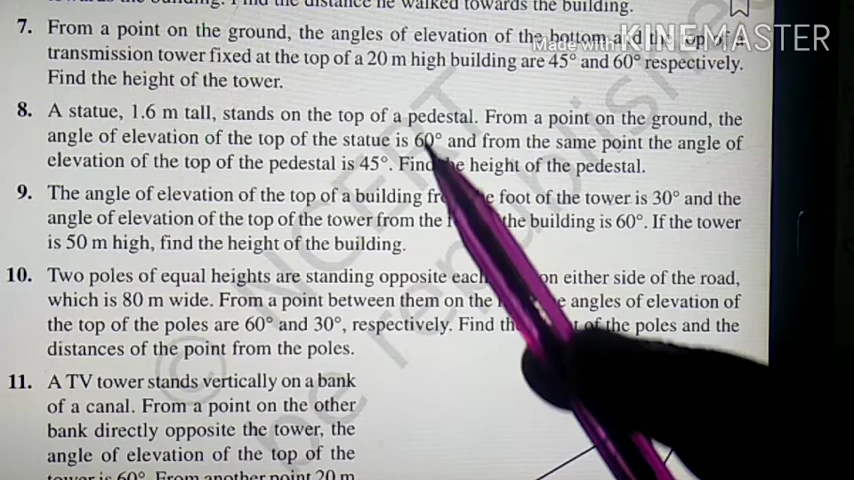 the distance he walked towards the building.
7. From a point on the ground, the angles of elevation of the bottom and the top of a
transmission tower fixed at the top of a 20 m high building are 45° and 60° respectively.
Find the height of the tower.
8. A statue, 1.6 m tall, stands on the top of a pedestal. From a point on the ground, the
angle of elevation of the top of the statue is 60° and from the same point the angle of
elevation of the top of the pedestal is 45°. Find the height of the pedestal.
9. The angle of elevation of the top of a building from the foot of the tower is 30° and the
angle of elevation of the top of the tower from the the building is 60°. If the tower
is 50 m high, find the height of the building.
10. Two poles of equal heights are standing opposite each on either side of the road,
which is 80 m wide. From a point between them on the angles of elevation of
the top of the poles are 60° and 30°, respectively. Find the of the poles and the
distances of the point from the poles.
11. A TV tower stands vertically on a bank
of a canal. From a point on the other
bank directly opposite the tower, the
angle of elevation of the top of the
tower is 60°. From another point 20 m
Made with KINEMASTER
© NCERT
be republished